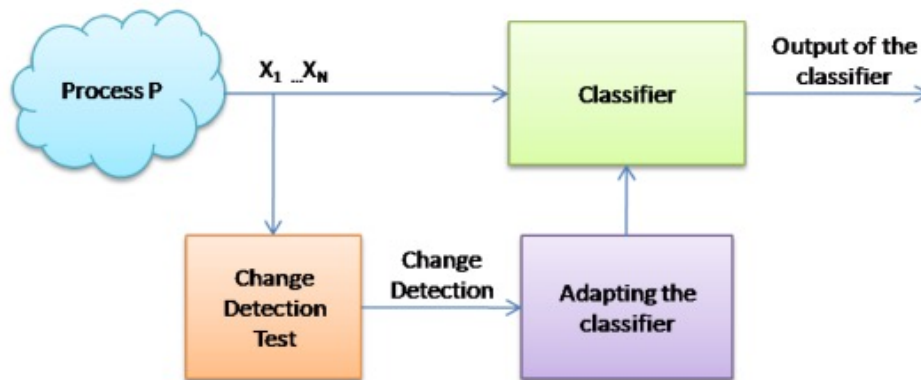 Process P
X₁ ...X_N
Classifier
Output of the
classifier
Change
Detection
Test
Change
Detection
Adapting the
classifier